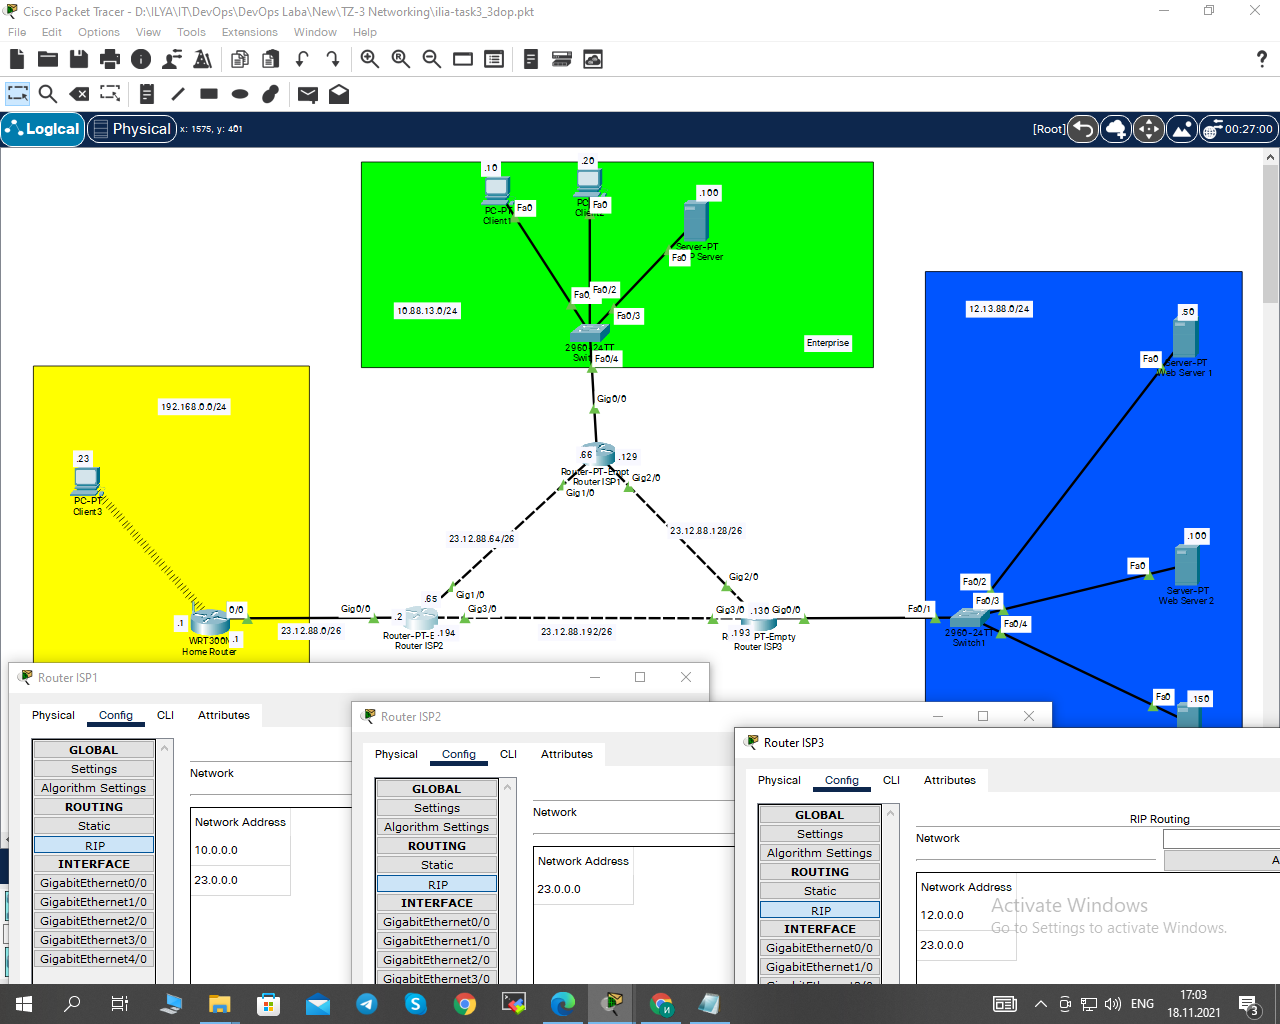 Cisco Packet Tracer - D:\ILYA\IT\DevOps\DevOps Laba\New\TZ-3 Networking\ilia-task3_3dop.pkt
File Edit Options View Tools Extensions Window Help
Logical Physical x: 1575, y: 401 [Root] 00:27:00
.10
.20
.100
PC-PT
Client1
Fa0
Fa0
Server-PT
Server
Fa0
10.88.13.0/24
Fa0/2
Fa0/3
2960-24TT
Fa0/4
Enterprise
Gig0/0
12.13.88.0/24
.50
Fa0
Server-PT
Web Server 1
192.168.0.0/24
.23
PC-PT
Client3
.66
.129
Router-PT-Empt
Router ISP1
Gig1/0
Gig2/0
23.12.88.64/26
23.12.88.128/26
.100
Fa0
Server-PT
Web Server 2
Gig2/0
.65
Gig1/0
Gig3/0
0/0
.1
.1
WRT300N
Home Router
23.12.88.0/26
Gig0/0
.2
.194
Router ISP2
23.12.88.192/26
Gig3/0
.130
Gig0/0
.193
PT-Empty
Router ISP3
Fa0/1
Fa0/2
Fa0/3
Fa0/4
2960-24TT
Switch1
Fa0
.150
Router ISP1
Physical Config CLI Attributes
GLOBAL
Settings
Algorithm Settings
ROUTING
Static
RIP
INTERFACE
GigabitEthernet0/0
GigabitEthernet1/0
GigabitEthernet2/0
GigabitEthernet3/0
GigabitEthernet4/0
Network
Network Address
10.0.0.0
23.0.0.0
Router ISP2
Physical Config CLI Attributes
GLOBAL
Settings
Algorithm Settings
ROUTING
Static
RIP
INTERFACE
GigabitEthernet0/0
GigabitEthernet1/0
GigabitEthernet2/0
GigabitEthernet3/0
Network
Network Address
23.0.0.0
Router ISP3
Physical Config CLI Attributes
GLOBAL
Settings
Algorithm Settings
ROUTING
Static
RIP
INTERFACE
GigabitEthernet0/0
GigabitEthernet1/0
RIP Routing
Network
Network Address
12.0.0.0
23.0.0.0
Activate Windows
Go to Settings to activate Windows.
ENG
17:03
18.11.2021
3